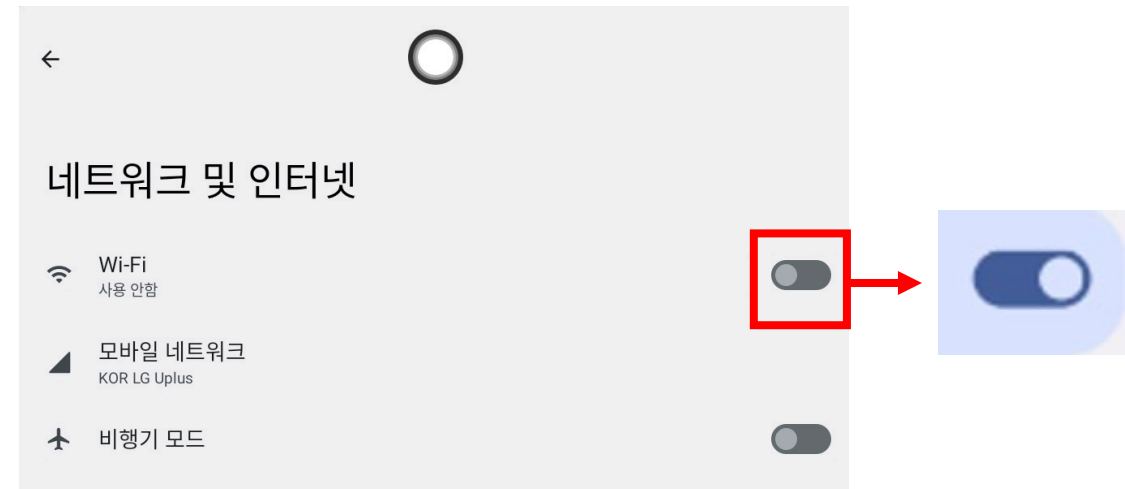 네트워크 및 인터넷
Wi-Fi
사용 안함
모바일 네트워크
KOR LG Uplus
비행기 모드